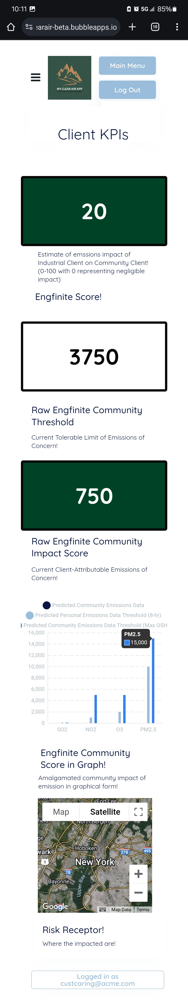 10:11
5G 85%
earair-beta.bubbleapps.io
10
Main Menu
MY CLEAR AIR APP
Log Out
Client KPIs
20
Estimate of emssions impact of
Industrial Client on Community Client!
(0-100 with 0 representing negligible
impact)
Engfinite Score!
3750
Raw Engfinite Community
Threshold
Current Tolerable Limit of Emissions of
Concern!
750
Raw Engfinite Community
Impact Score
Current Client-Attributable Emissions of
Concern!
Predicted Community Emissions Data
Predicted Personal Emissions Data Threshold (8-hr)
Predicted Community Emissions Data Threshold (Max OSH
16,000
PM2.5
15,000
14,000
12,000
10,000
8,000
6,000
4,000
2,000
0
SO2 NO2 O3 PM2.5
Engfinite Community
Score in Graph!
Amalgamated community impact of
emission in graphical form!
Fort Lee
Map Satellite
North Bergen
Hoboken
278 495
9
New York
78
Bayonne
Upper Bay
Google
Map Data Terms
Risk Receptor!
Where the impacted are!
Logged in as
custcaring@acme.com